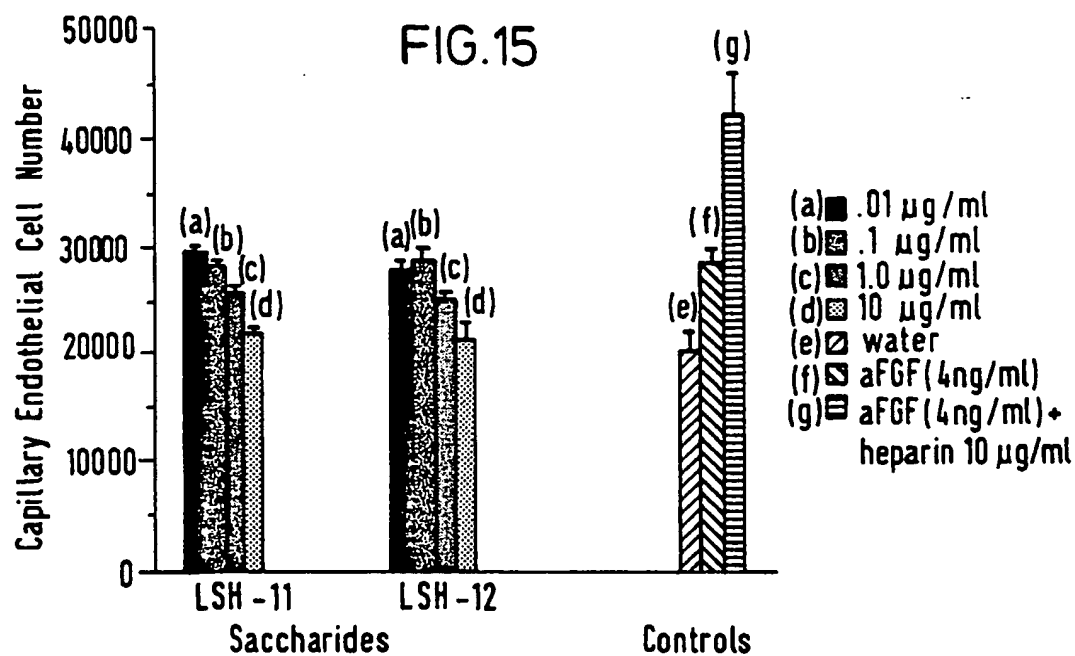 FIG.15
Capillary Endothelial Cell Number
50000
40000
30000
20000
10000
0
(a)
(b)
(c)
(d)
(a)
(b)
(c)
(d)
(e)
(f)
(g)
LSH-11
LSH-12
Saccharides
Controls
(a) .01 µg/ml
(b) .1 µg/ml
(c) 1.0 µg/ml
(d) 10 µg/ml
(e) water
(f) aFGF(4ng/ml)
(g) aFGF(4ng/ml)+
heparin 10 µg/ml